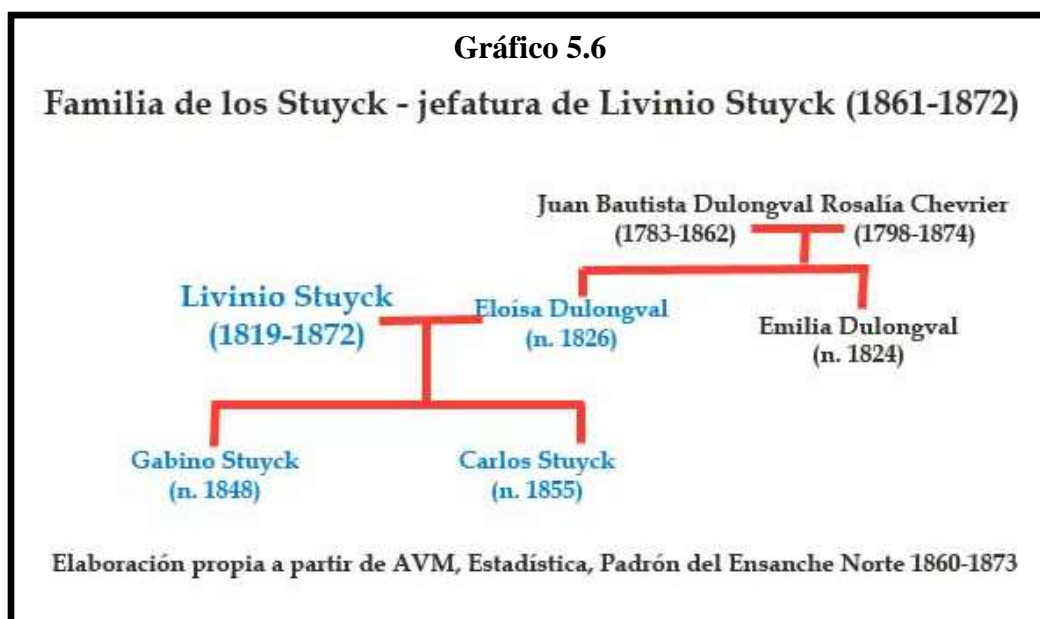 Gráfico 5.6
Familia de los Stuyck - jefatura de Livinio Stuyck (1861-1872)
Juan Bautista Dulongval Rosalía Chevrier
(1783-1862) (1798-1874)
Livinio Stuyck
(1819-1872)
Eloísa Dulongval
(n. 1826)
Emilia Dulongval
(n. 1824)
Gabino Stuyck
(n. 1848)
Carlos Stuyck
(n. 1855)
Elaboración propia a partir de AVM, Estadística, Padrón del Ensanche Norte 1860-1873